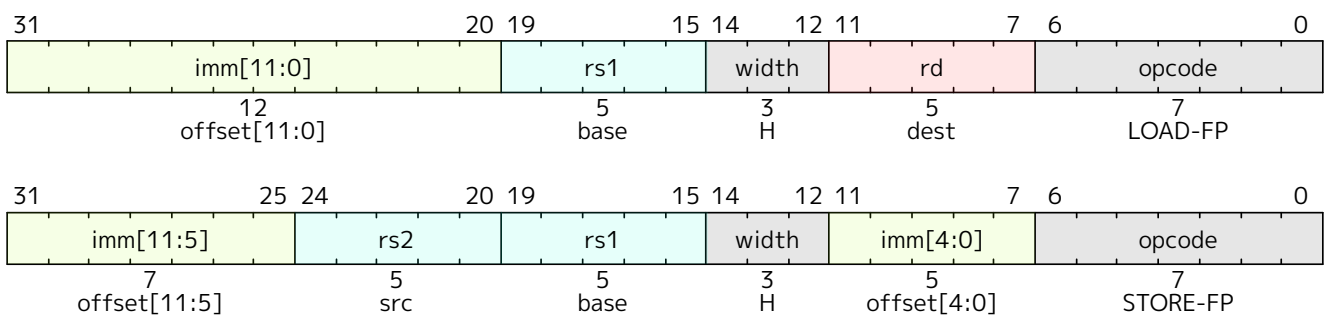 31 20 19 15 14 12 11 7 6 0
imm[11:0] rs1 width rd opcode
12 5 3 5 7
offset[11:0] base H dest LOAD-FP
31 25 24 20 19 15 14 12 11 7 6 0
imm[11:5] rs2 rs1 width imm[4:0] opcode
7 5 5 3 5 7
offset[11:5] src base H offset[4:0] STORE-FP